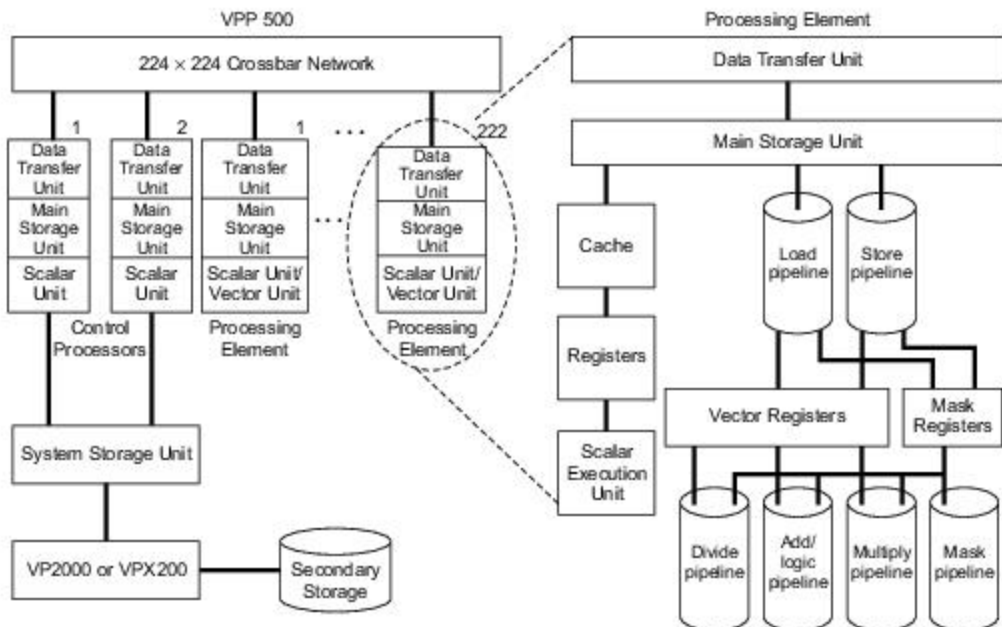 VPP 500
224 × 224 Crossbar Network
1
Data
Transfer
Unit
Main
Storage
Unit
Scalar
Unit
2
Data
Transfer
Unit
Main
Storage
Unit
Scalar
Unit
Control
Processors
1
Data
Transfer
Unit
Main
Storage
Unit
Scalar Unit/
Vector Unit
Processing
Element
...
...
222
Data
Transfer
Unit
Main
Storage
Unit
Scalar Unit/
Vector Unit
Processing
Element
System Storage Unit
VP2000 or VPX200
Secondary
Storage
Processing Element
Data Transfer Unit
Main Storage Unit
Cache
Registers
Scalar
Execution
Unit
Load
pipeline
Store
pipeline
Vector Registers
Mask
Registers
Divide
pipeline
Add/
logic
pipeline
Multiply
pipeline
Mask
pipeline